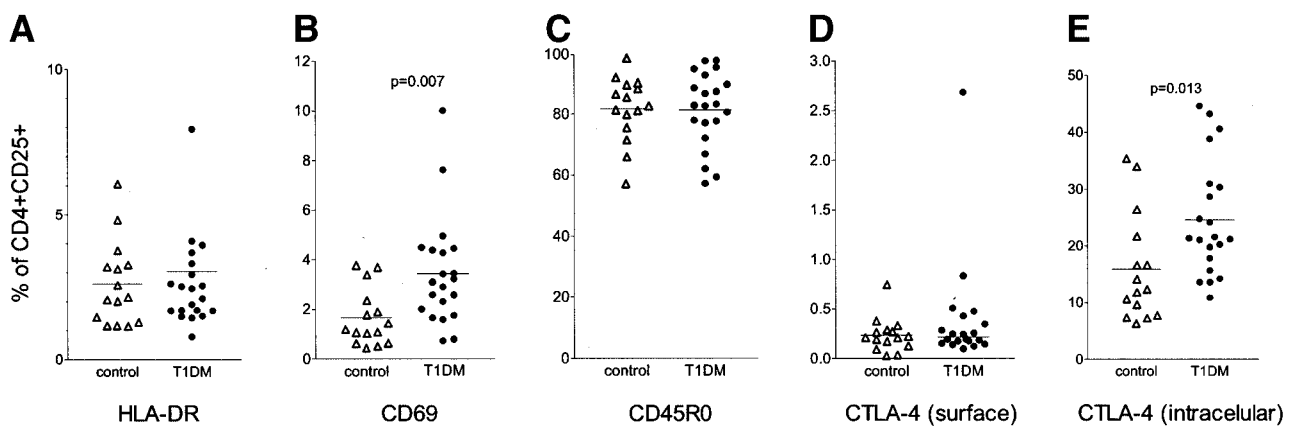 A
B
C
D
E
% of CD4+CD25+
10
5
0
control T1DM
HLA-DR
12
10
8
6
4
2
0
p=0.007
control T1DM
CD69
100
80
60
40
20
0
control T1DM
CD45R0
3.0
2.5
2.0
1.5
1.0
0.5
0.0
control T1DM
CTLA-4 (surface)
50
40
30
20
10
0
p=0.013
control T1DM
CTLA-4 (intracelular)